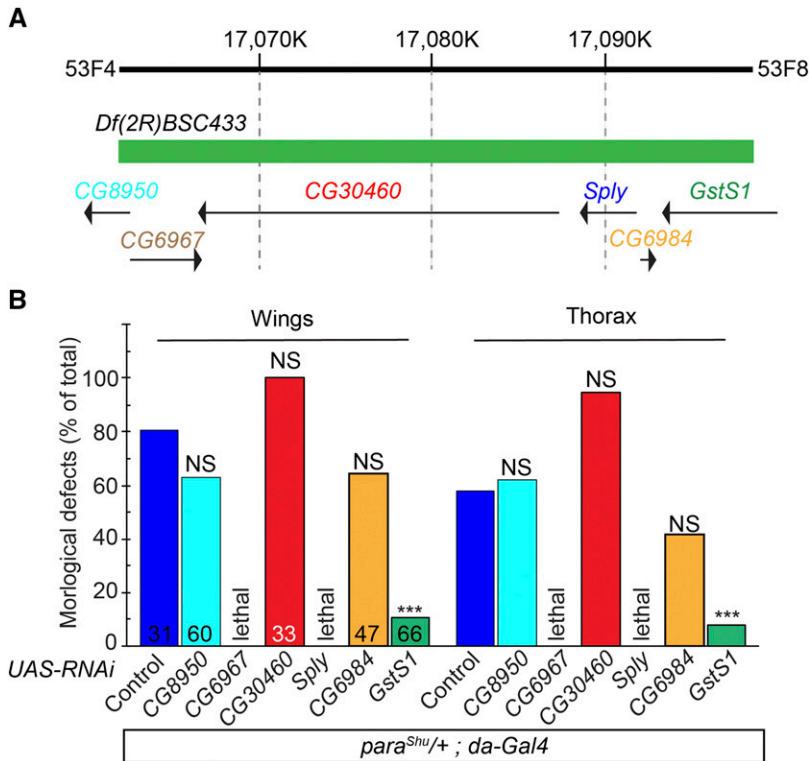 A
17,070K 17,080K 17,090K
53F4 53F8
Df(2R)BSC433
CG8950 CG30460 Sply GstS1
CG6967 CG6984
B
Wings Thorax
Morlogical defects (% of total)
100
80
60
40
20
0
NS NS NS *** NS NS NS ***
lethal lethal lethal lethal
31 60 33 47 66
UAS-RNAi
Control CG8950 CG6967 CG30460 Sply CG6984 GstS1 Control CG8950 CG6967 CG30460 Sply CG6984 GstS1
para^Shu/+ ; da-Gal4